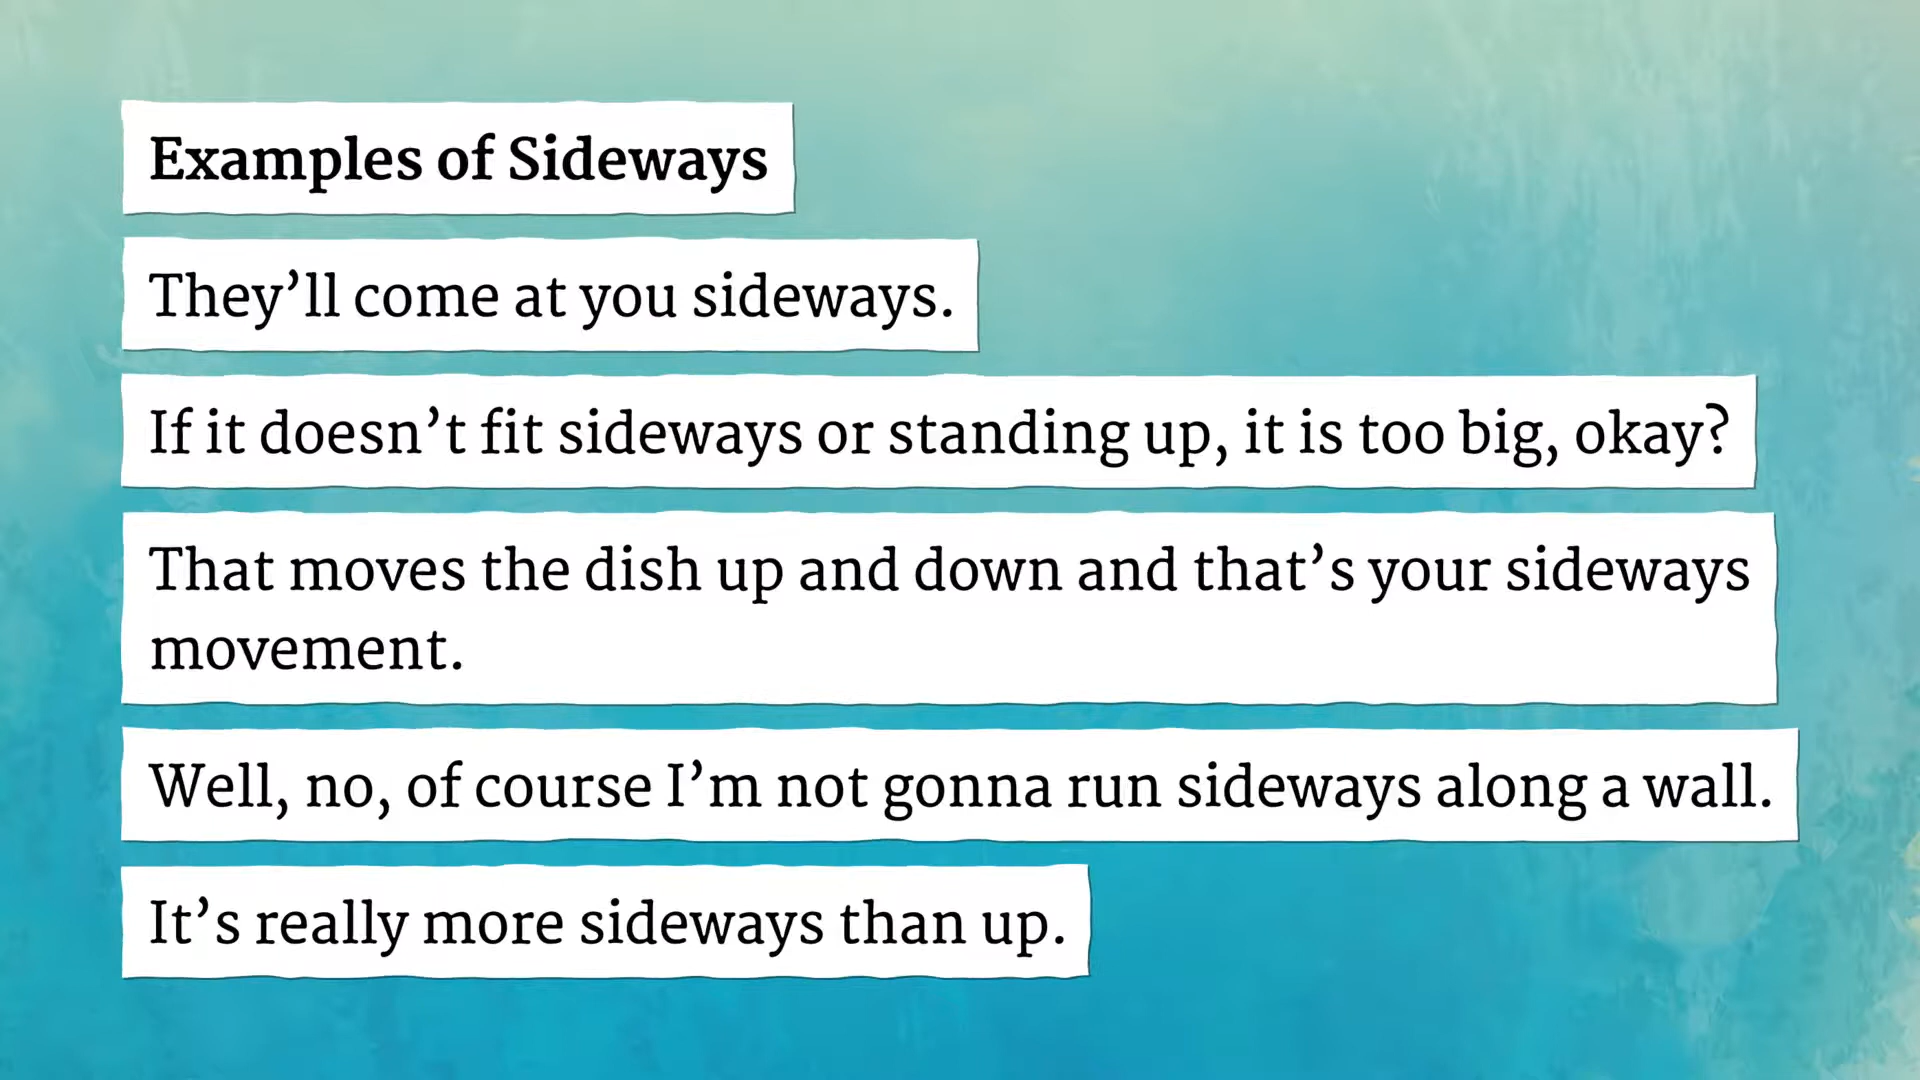 Examples of Sideways
They’ll come at you sideways.
If it doesn’t fit sideways or standing up, it is too big, okay?
That moves the dish up and down and that’s your sideways
movement.
Well, no, of course I’m not gonna run sideways along a wall.
It’s really more sideways than up.